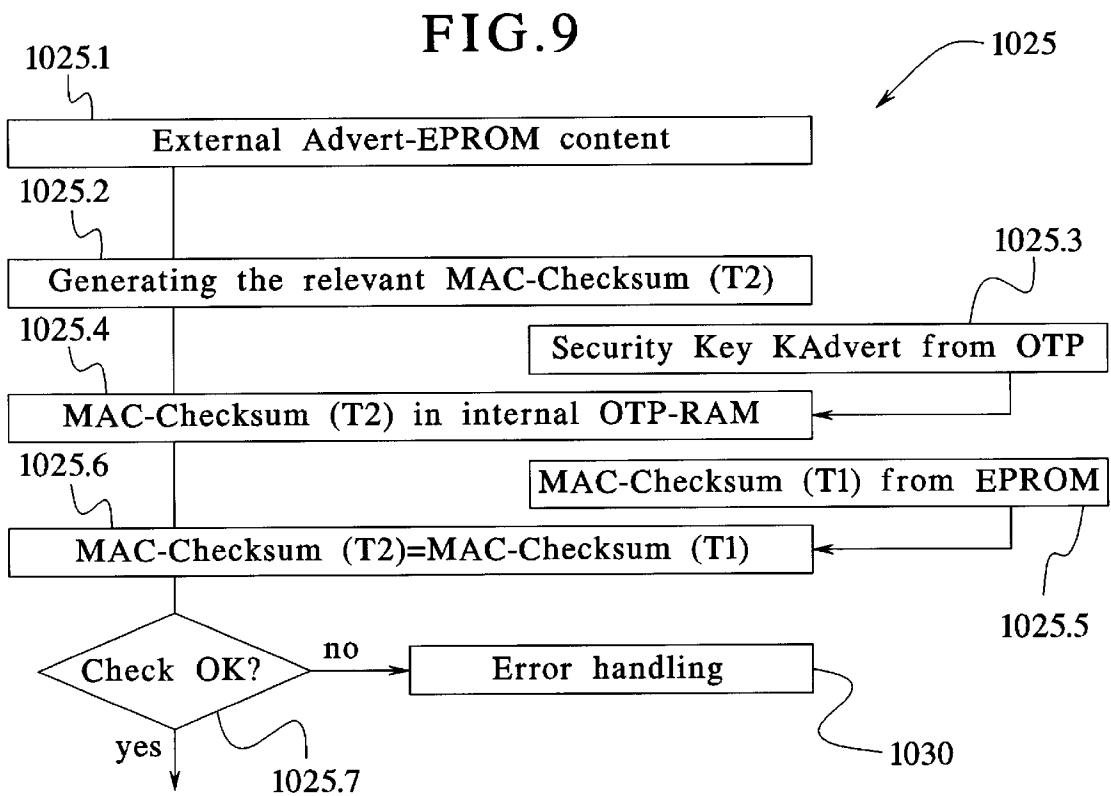 FIG.9
1025
1025.1
External Advert-EPROM content
1025.2
Generating the relevant MAC-Checksum (T2)
1025.3
Security Key KAdvert from OTP
1025.4
MAC-Checksum (T2) in internal OTP-RAM
1025.5
MAC-Checksum (T1) from EPROM
1025.6
MAC-Checksum (T2)=MAC-Checksum (T1)
Check OK?
1025.7
no
Error handling
1030
yes